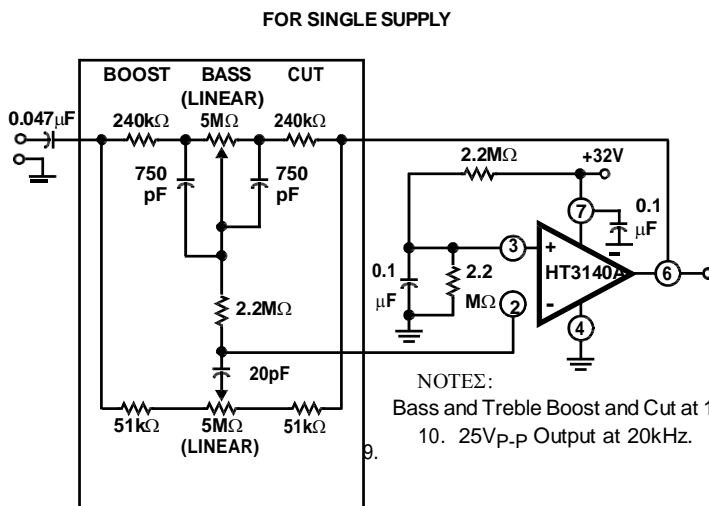 FOR SINGLE SUPPLY
BOOST BASS CUT
(LINEAR)
0.047μF
240kΩ 5MΩ 240kΩ
750
pF
750
pF
2.2MΩ
+32V
7
0.1
μF
3
+
HT3140A
6
0.1
μF
2.2
MΩ
2
-
4
2.2MΩ
20pF
51kΩ 5MΩ 51kΩ
(LINEAR)
NOTEΣ:
Bass and Treble Boost and Cut at 1
9.
10. 25VP-P Output at 20kHz.